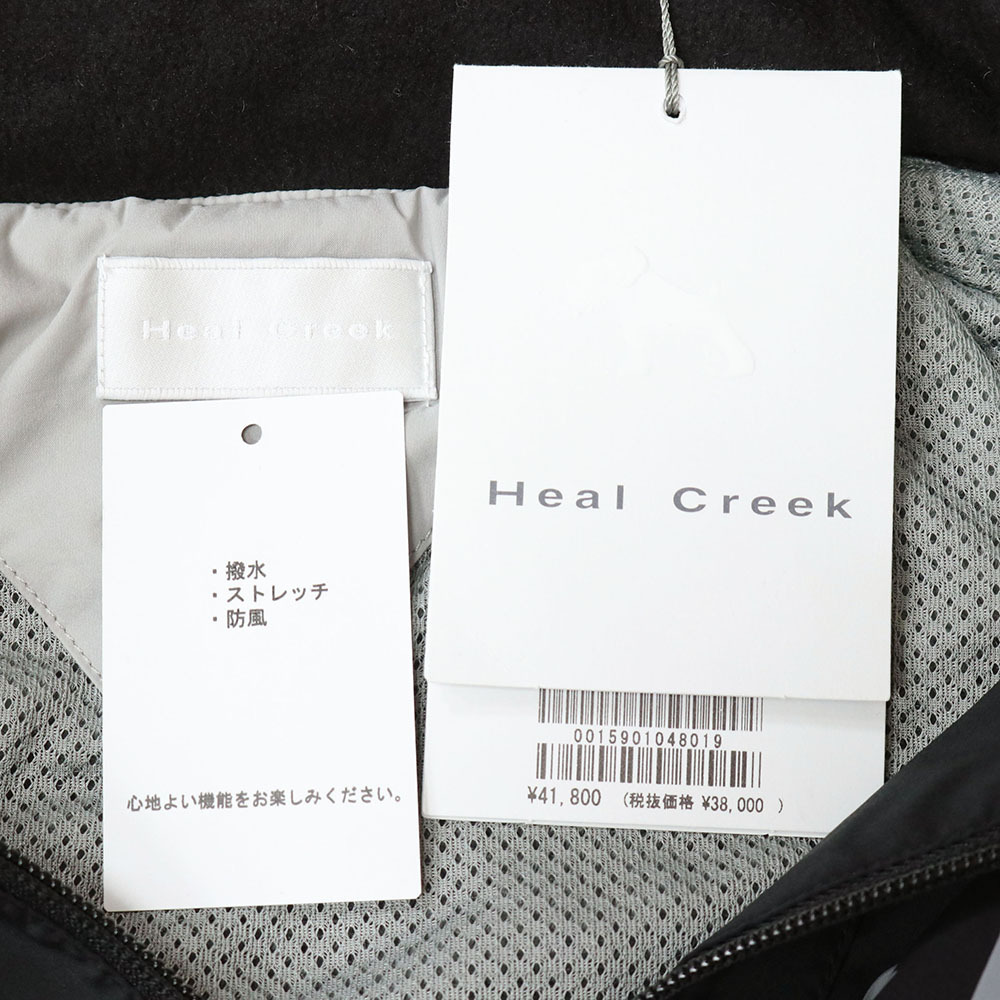 Heal Creek
・撥水
・ストレッチ
・防風
心地よい機能をお楽しみください。
Heal Creek
0015901048019
¥41,800 (税抜価格 ¥38,000 )